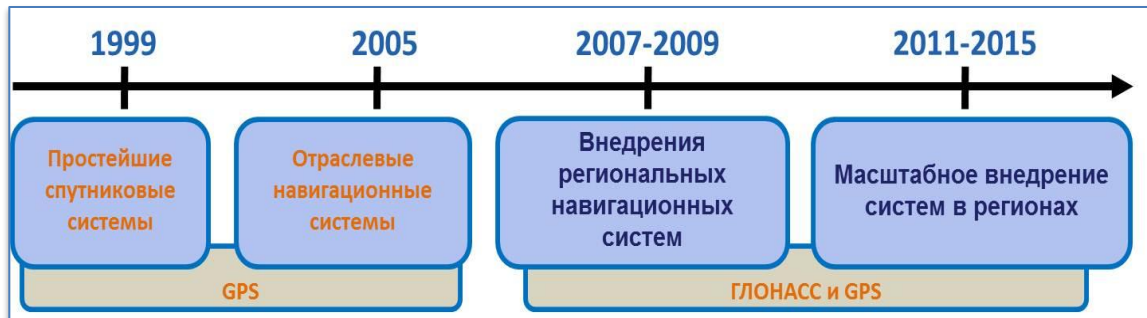 1999
2005
2007-2009
2011-2015
Простейшие
спутниковые
системы
Отраслевые
навигационные
системы
Внедрения
региональных
навигационных
систем
Масштабное внедрение
систем в регионах
GPS
ГЛОНАСС и GPS